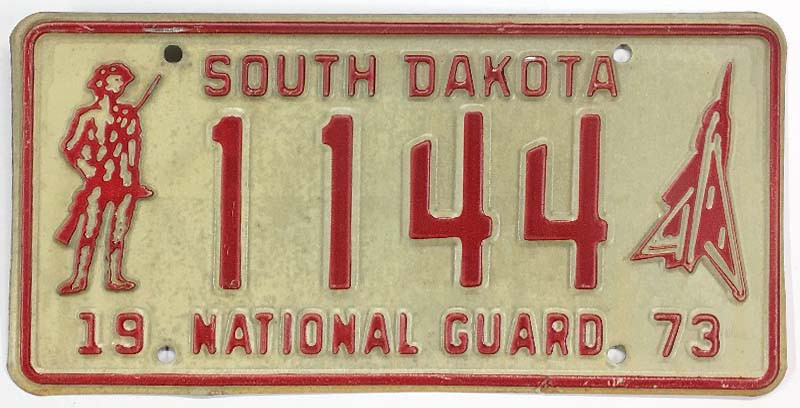 SOUTH DAKOTA
1144
19 NATIONAL GUARD 73